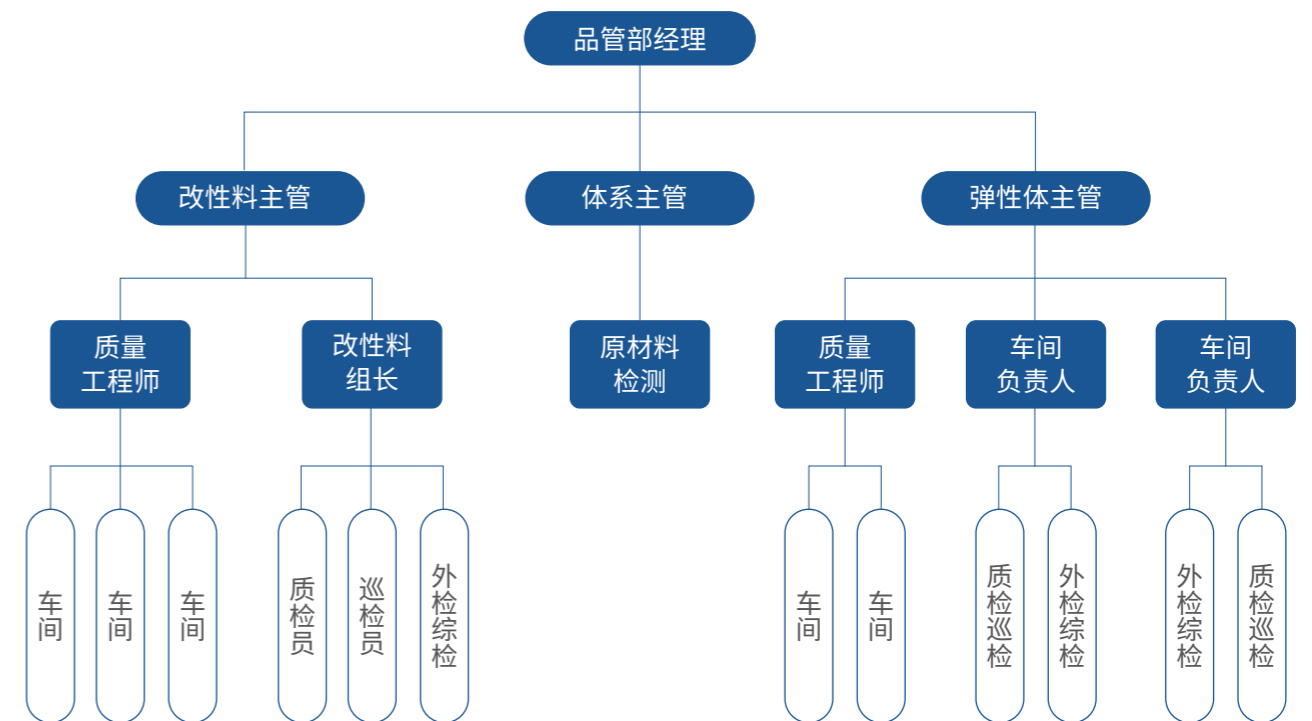 品管部经理
改性料主管
体系主管
弹性体主管
质量
工程师
改性料
组长
原材料
检测
质量
工程师
车间
负责人
车间
负责人
车间
车间
车间
质检员
巡检员
外检综检
车间
车间
质检巡检
外检综检
外检综检
质检巡检